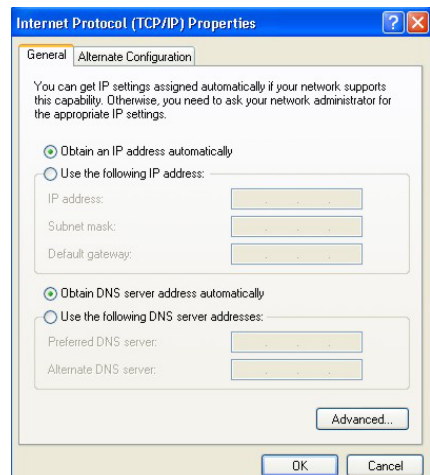 Internet Protocol (TCP/IP) Properties
General
Alternate Configuration
You can get IP settings assigned automatically if your network supports
this capability. Otherwise, you need to ask your network administrator for
the appropriate IP settings.
Obtain an IP address automatically
Use the following IP address:
IP address:
Subnet mask:
Default gateway:
Obtain DNS server address automatically
Use the following DNS server addresses:
Preferred DNS server:
Alternate DNS server:
Advanced...
OK
Cancel